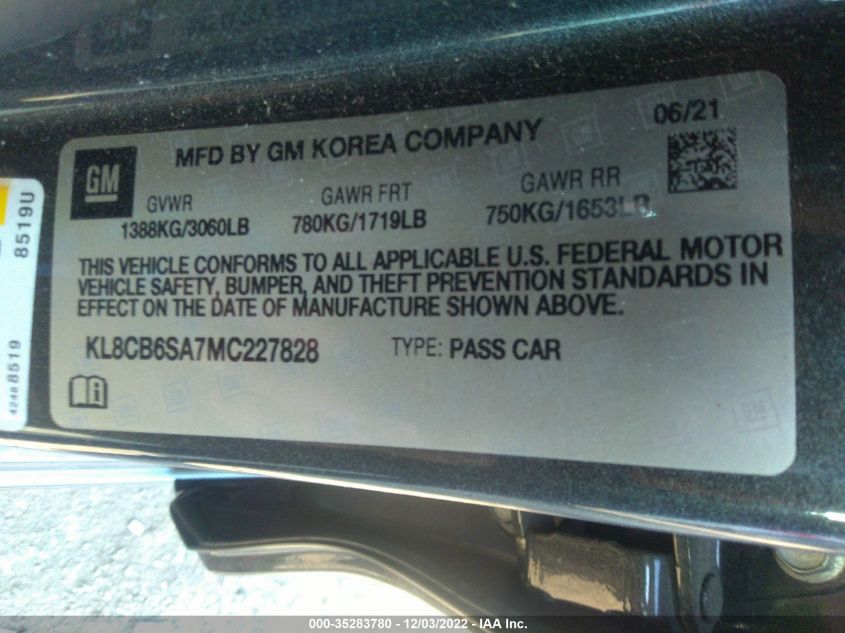 GM
MFD BY GM KOREA COMPANY
06/21
GVWR
GAWR FRT
GAWR RR
1388KG/3060LB
780KG/1719LB
750KG/1653LB
THIS VEHICLE CONFORMS TO ALL APPLICABLE U.S. FEDERAL MOTOR
VEHICLE SAFETY, BUMPER, AND THEFT PREVENTION STANDARDS IN
EFFECT ON THE DATE OF MANUFACTURE SHOWN ABOVE.
KL8CB6SA7MC227828
TYPE: PASS CAR
8519U
42488519
GM
000-35283780 - 12/03/2022 - IAA Inc.